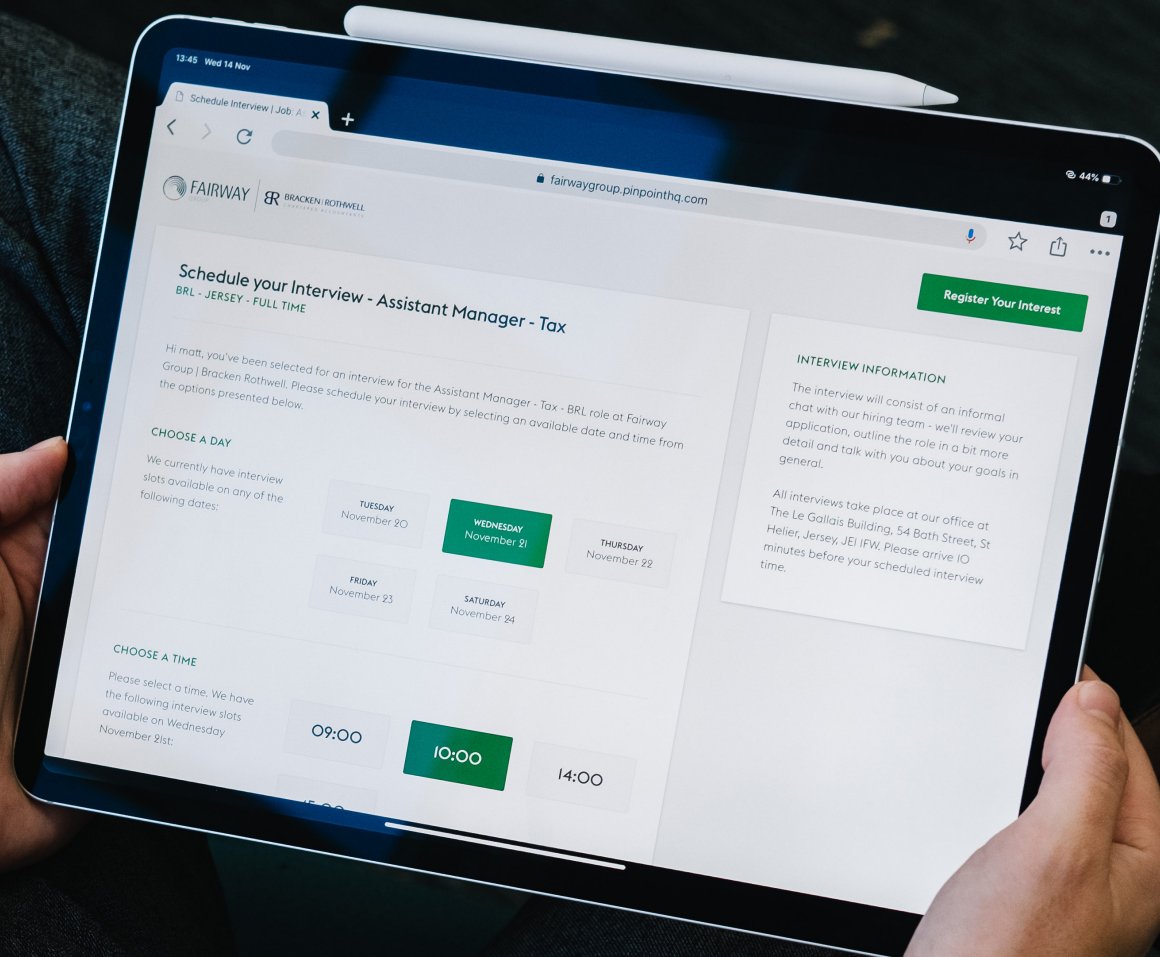 13:45 Wed 14 Nov
44%
Schedule Interview | Job:
1
fairwaygroup.pinpointhq.com
FAIRWAY
GROUP
BR BRACKEN ROTHWELL
CHARTERED ACCOUNTANTS
Register Your Interest
Schedule your Interview - Assistant Manager - Tax
BRL - JERSEY - FULL TIME
Hi matt, you've been selected for an interview for the Assistant Manager - Tax - BRL role at Fairway
Group | Bracken Rothwell. Please schedule your interview by selecting an available date and time from
the options presented below.
CHOOSE A DAY
We currently have interview
slots available on any of the
following dates:
TUESDAY
November 20
WEDNESDAY
November 21
THURSDAY
November 22
FRIDAY
November 23
SATURDAY
November 24
CHOOSE A TIME
Please select a time. We have
the following interview slots
available on Wednesday
November 21st:
09:00
10:00
14:00
INTERVIEW INFORMATION
The interview will consist of an informal
chat with our hiring team - we'll review your
application, outline the role in a bit more
detail and talk with you about your goals in
general.
All interviews take place at our office at
The Le Gallais Building, 54 Bath Street, St
Helier, Jersey, JE1 1FW. Please arrive 10
minutes before your scheduled interview
time.